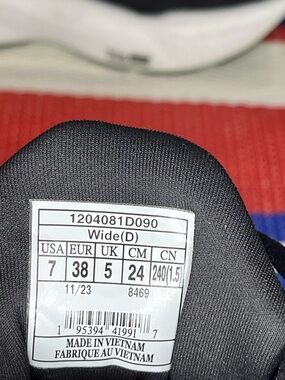 1204081D090
Wide(D)
USA EUR UK CM CN
7 38 5 24 240(1.5)
11/23 8469
1 95394 41991 7
MADE IN VIETNAM
FABRIQUE AU VIETNAM